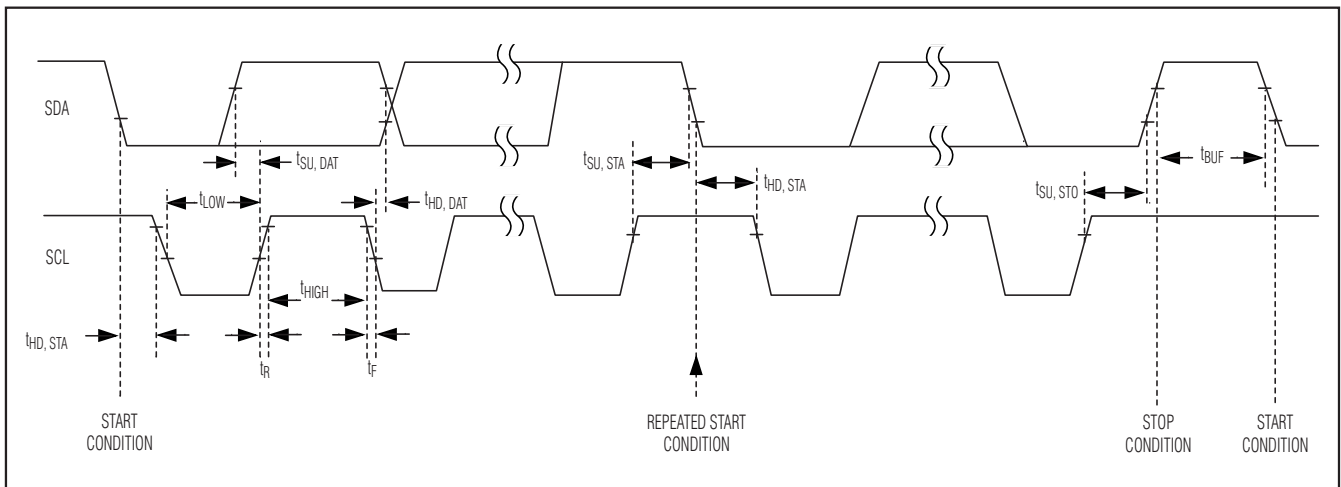 SDA
tSU, DAT
tLOW
tHD, DAT
tSU, STA
tHD, STA
tBUF
tSU, STO
SCL
tHIGH
tHD, STA
tR
tF
START
CONDITION
REPEATED START
CONDITION
STOP
CONDITION
START
CONDITION